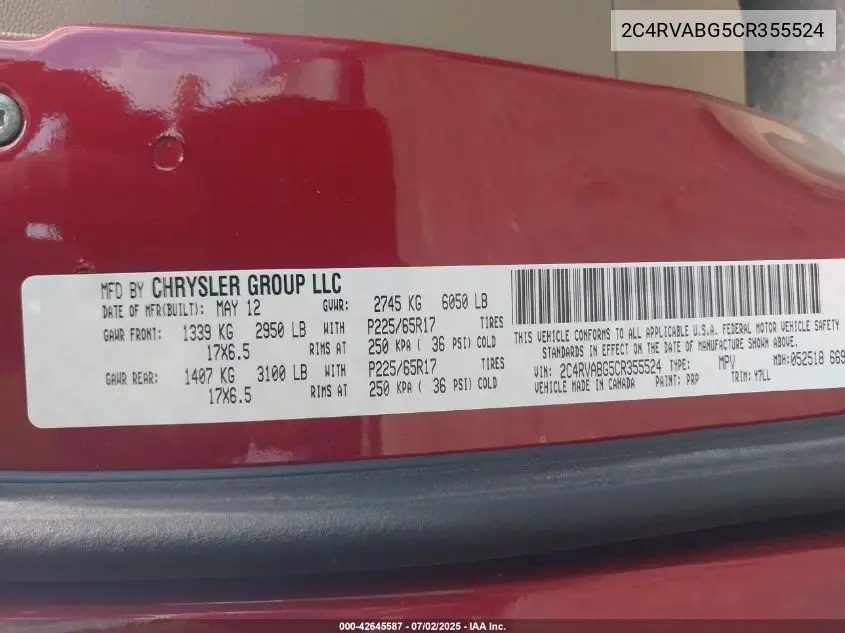 2C4RVABG5CR355524
MFD BY CHRYSLER GROUP LLC
DATE OF MFR(BUILT): MAY 12 GVWR: 2745 KG 6050 LB
GAWR FRONT: 1339 KG 2950 LB WITH P225/65R17 TIRES
17X6.5 RIMS AT 250 KPA ( 36 PSI) COLD
GAWR REAR: 1407 KG 3100 LB WITH P225/65R17 TIRES
17X6.5 RIMS AT 250 KPA ( 36 PSI) COLD
THIS VEHICLE CONFORMS TO ALL APPLICABLE U.S.A. FEDERAL MOTOR VEHICLE SAFETY
STANDARDS IN EFFECT ON THE DATE OF MANUFACTURE SHOWN ABOVE.
VIN: 2C4RVABG5CR355524 TYPE: MPV MDH:052518 669
VEHICLE MADE IN CANADA PAINT: PRP TRIM: Y7LL
000-42645587 - 07/02/2025 - IAA Inc.